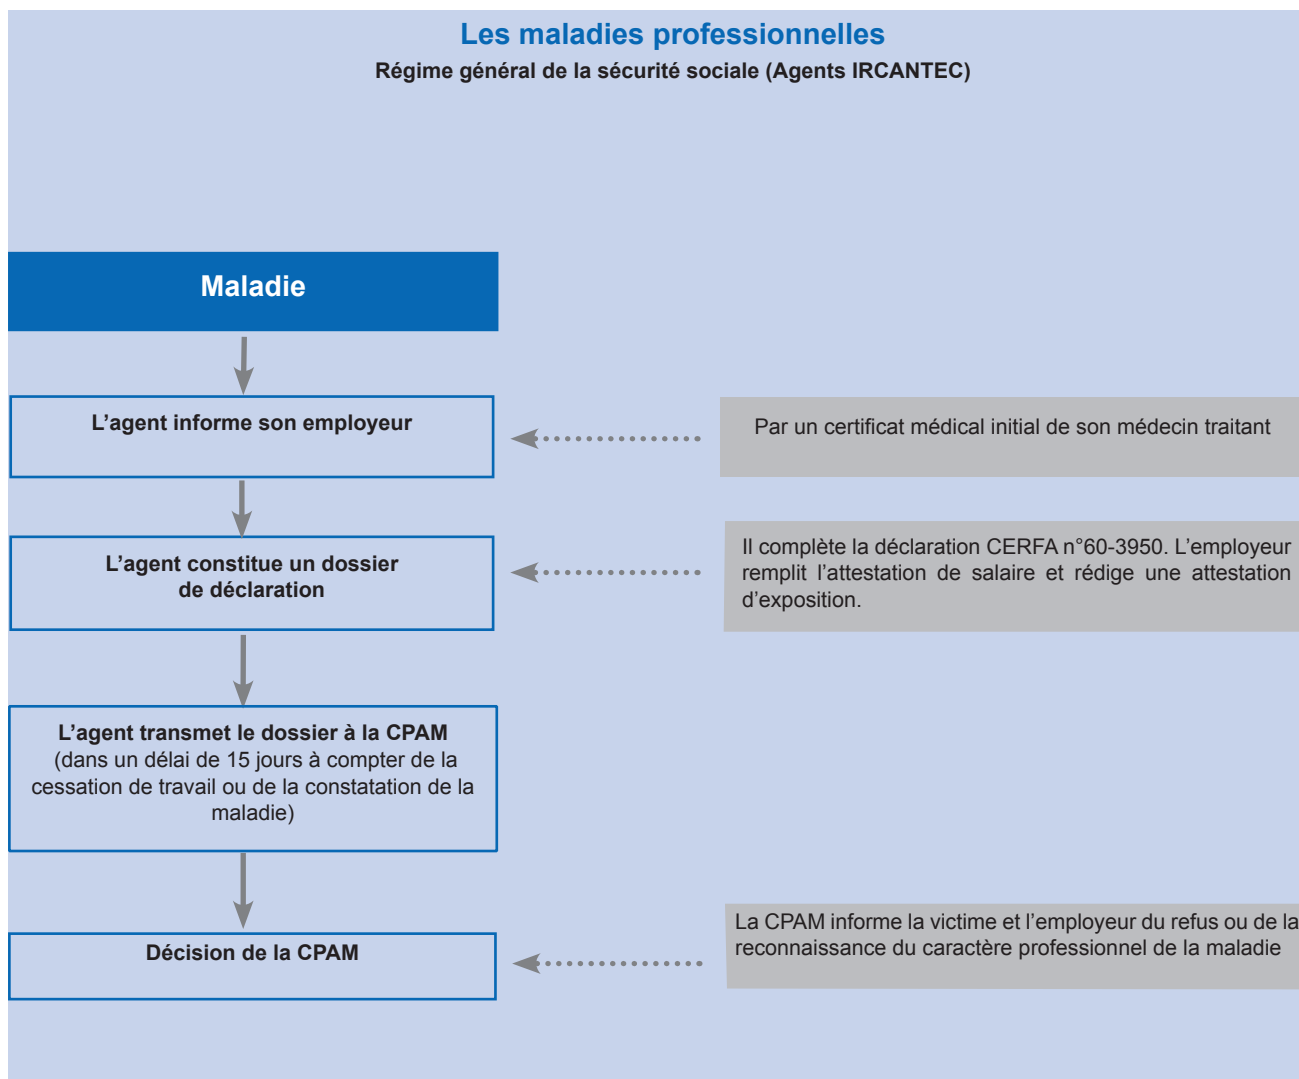 Les maladies professionnelles
Régime général de la sécurité sociale (Agents IRCANTEC)
Maladie
L’agent informe son employeur
Par un certificat médical initial de son médecin traitant
L’agent constitue un dossier
de déclaration
Il complète la déclaration CERFA n°60-3950. L’employeur
remplit l’attestation de salaire et rédige une attestation
d’exposition.
L’agent transmet le dossier à la CPAM
(dans un délai de 15 jours à compter de la
cessation de travail ou de la constatation de la
maladie)
Décision de la CPAM
La CPAM informe la victime et l’employeur du refus ou de la
reconnaissance du caractère professionnel de la maladie